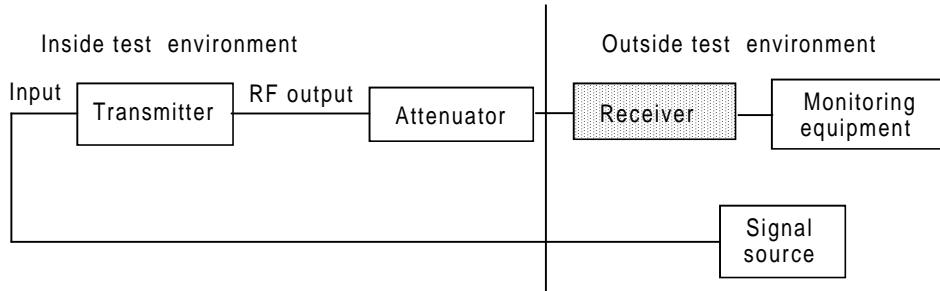 Inside test environment
Outside test environment
Input
Transmitter
RF output
Attenuator
Receiver
Monitoring
equipment
Signal
source